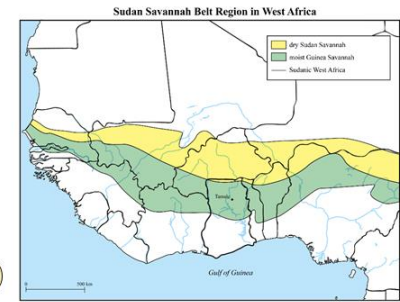 Sudan Savannah Belt Region in West Africa
dry Sudan Savannah
moist Guinea Savannah
Sudanic West Africa
Tamale
Gulf of Guinea
0 500 km